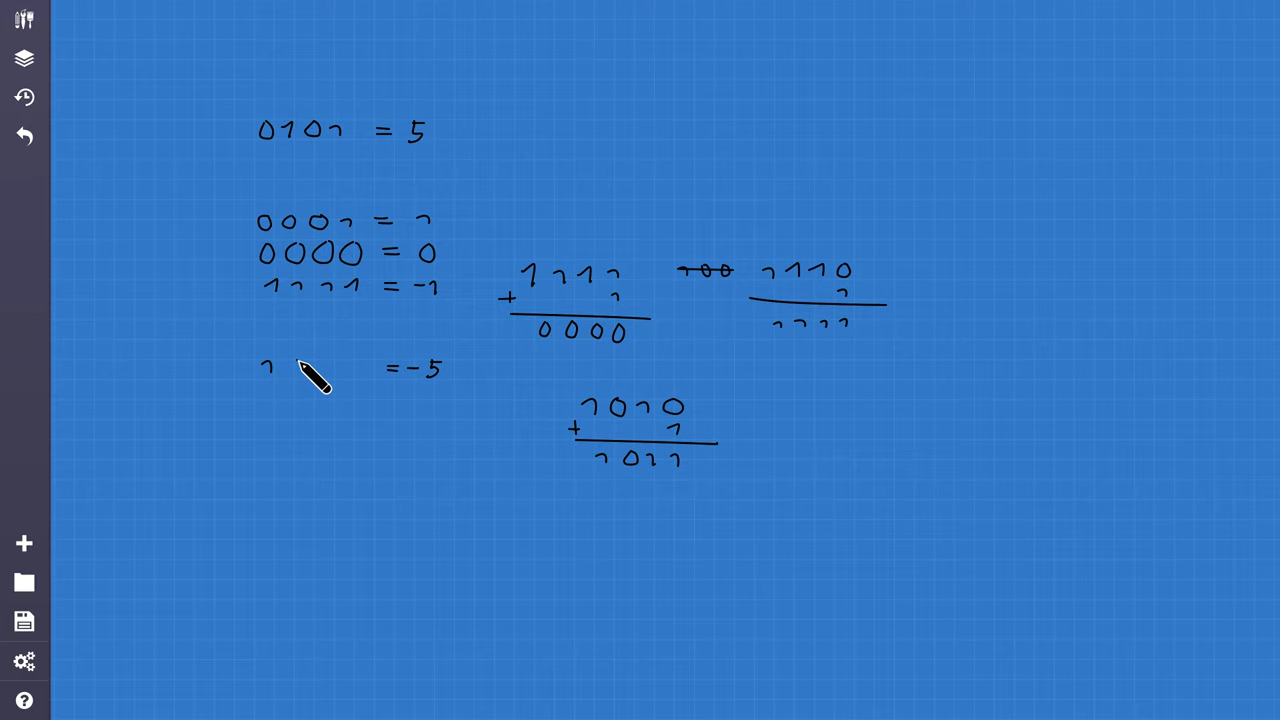 0101 = 5
0001 = 1
0000 = 0
1111 = -1
1111
+ 1
0000
100
1110
1
1111
1 = -5
1010
+ 1
1011
?